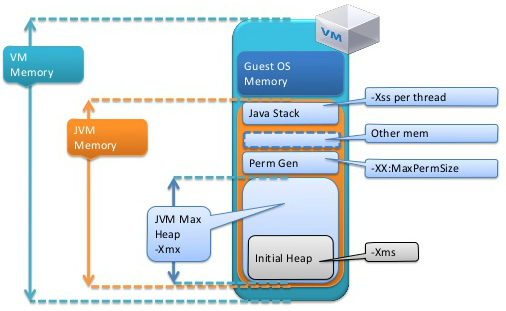 VM
VM
Memory
Guest OS
Memory
-Xss per thread
Java Stack
JVM
Memory
Other mem
Perm Gen
-XX:MaxPermSize
JVM Max
Heap
-Xmx
Initial Heap
-Xms